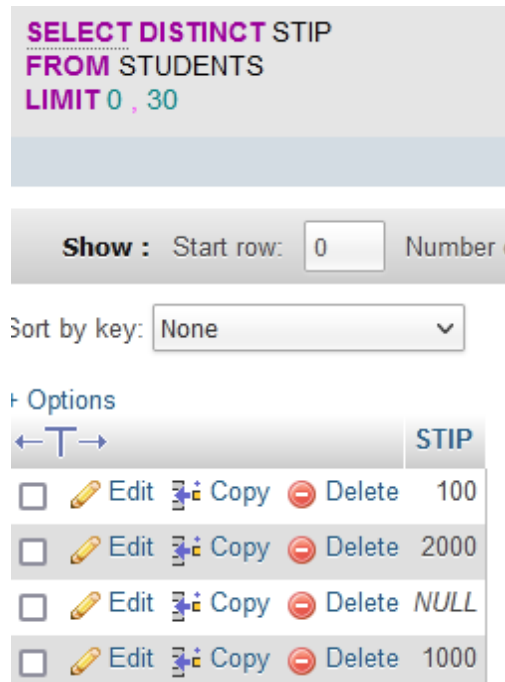 SELECT DISTINCT STIP
FROM STUDENTS
LIMIT 0 , 30
Show : Start row: 0 Number
Sort by key: None
+ Options
←T→ STIP
Edit Copy Delete 100
Edit Copy Delete 2000
Edit Copy Delete NULL
Edit Copy Delete 1000